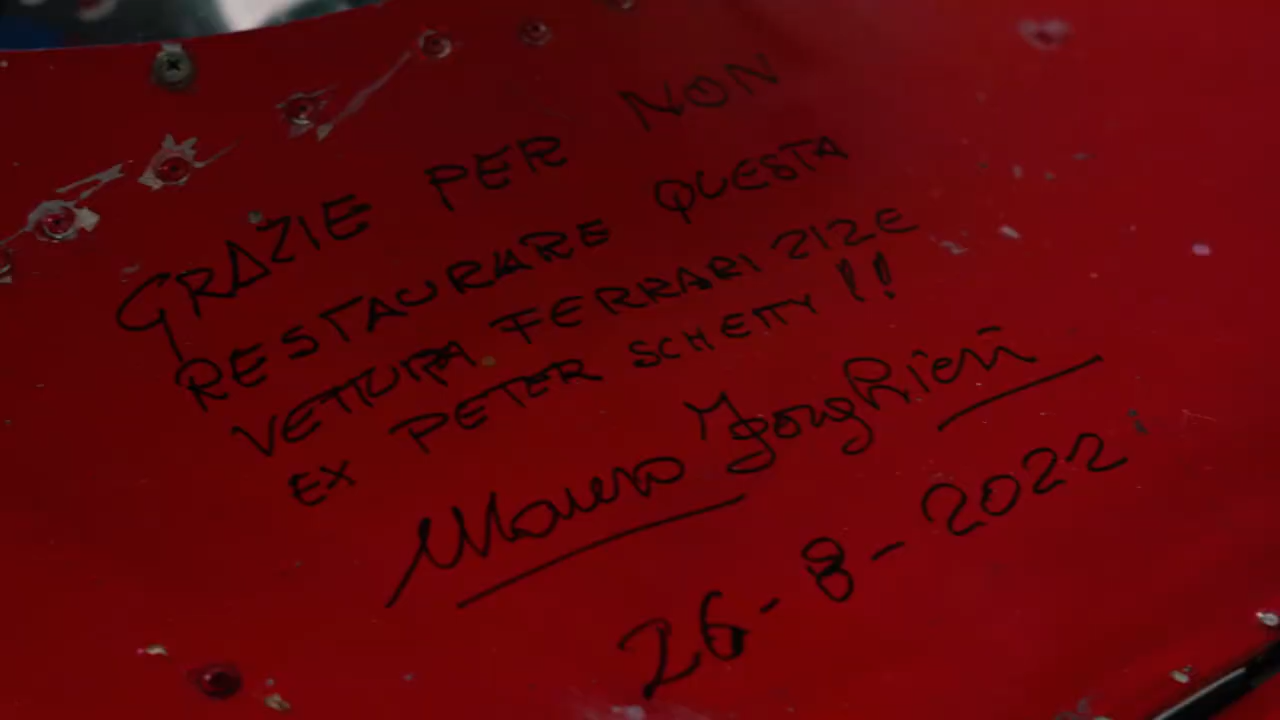 GRAZIE PER NON
RESTAURARE QUESTA
VETTURA FERRARI 212E
EX PETER SCHETTY !!
Mauro Forghieri
26-8-2022